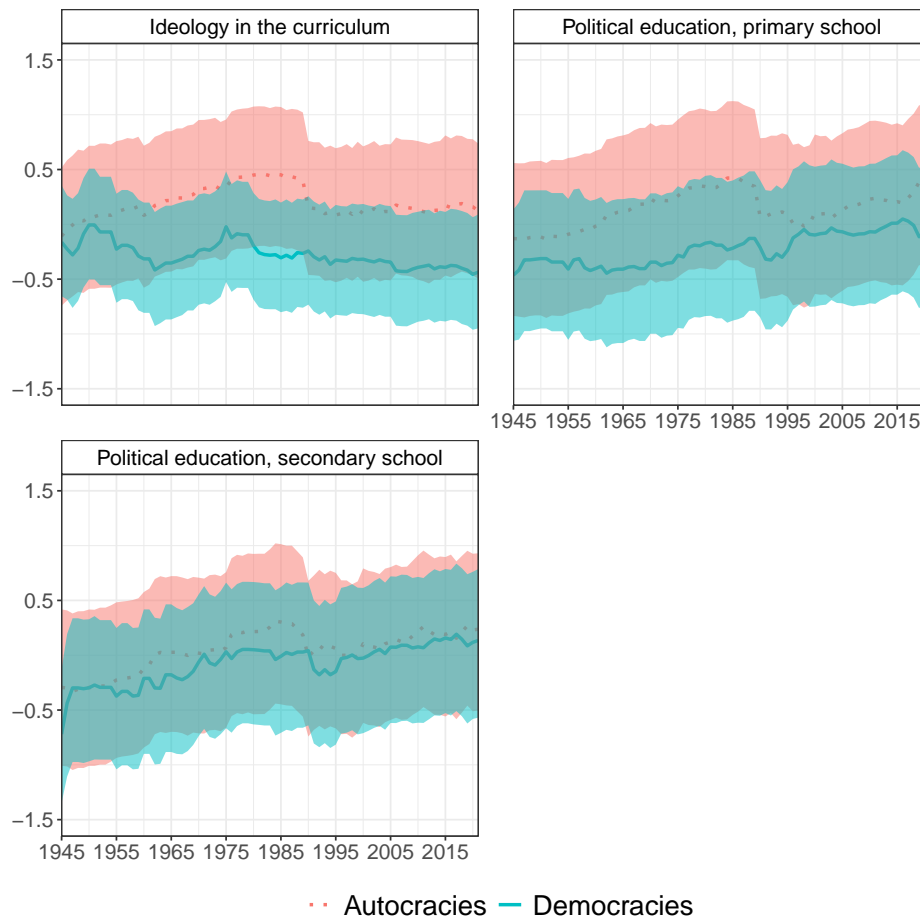 Ideology in the curriculum
Political education, primary school
1.5
0.5
−0.5
−1.5
1945 1955 1965 1975 1985 1995 2005 2015
Political education, secondary school
1.5
0.5
−0.5
−1.5
1945 1955 1965 1975 1985 1995 2005 2015
Autocracies Democracies